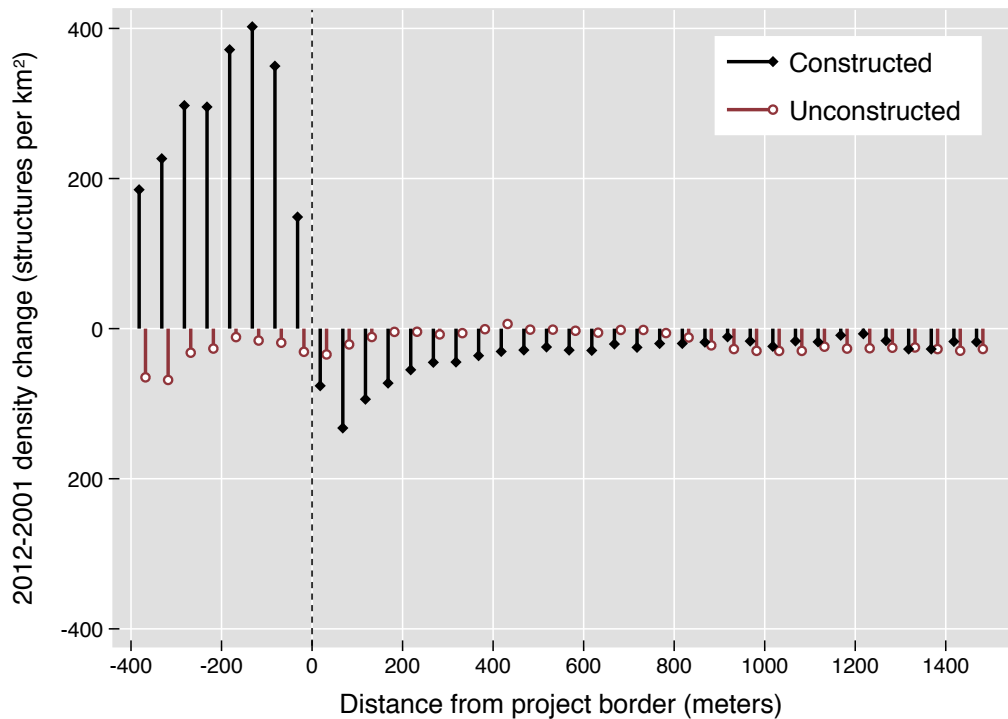 2012-2001 density change (structures per km²)
400
200
0
200
-400
Constructed
Unconstructed
-400 -200 0 200 400 600 800 1000 1200 1400
Distance from project border (meters)